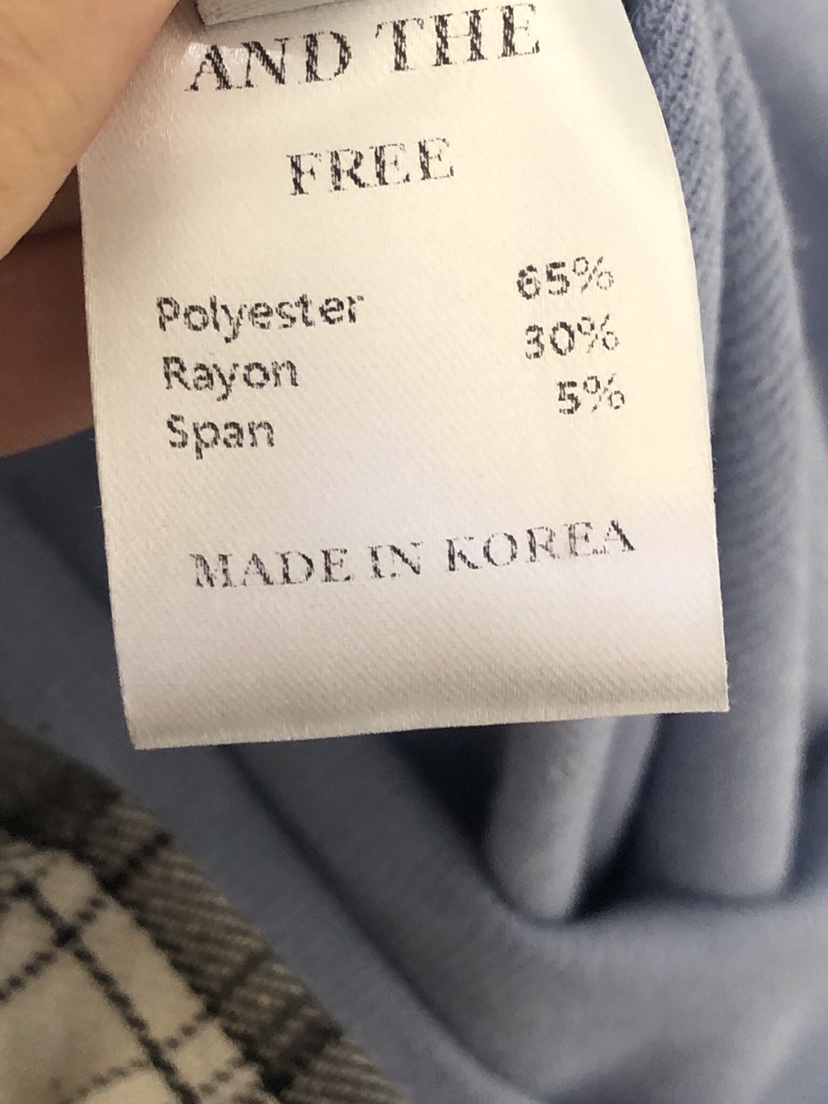 AND THE
FREE
Polyester 65%
Rayon 30%
Span 5%
MADE IN KOREA